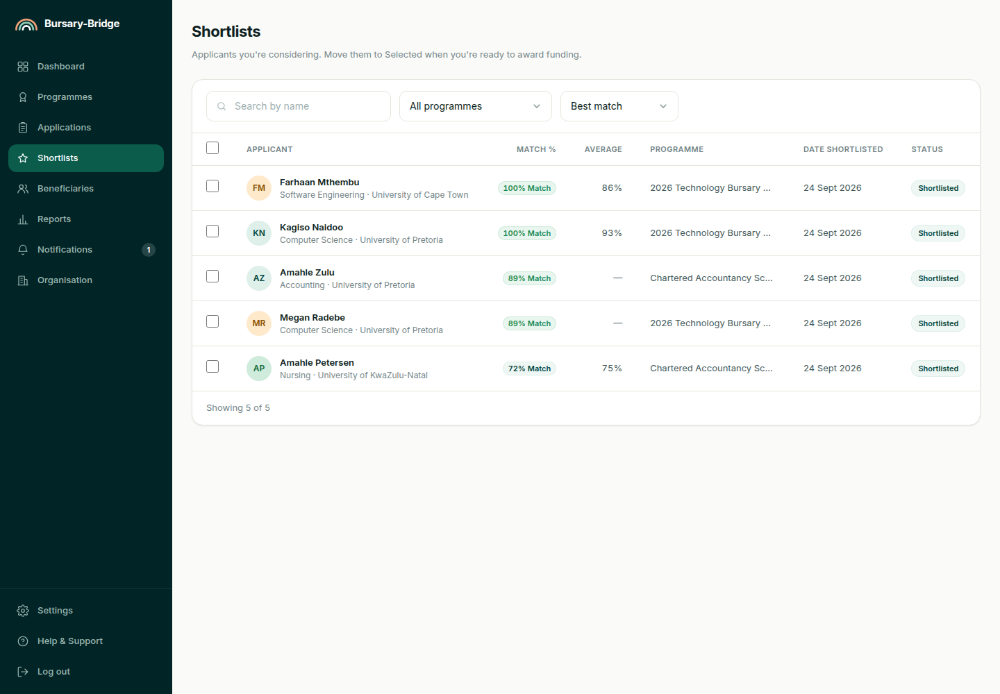 Bursary-Bridge
Dashboard
Programmes
Applications
Shortlists
Beneficiaries
Reports
Notifications 1
Organisation
Settings
Help & Support
Log out
Shortlists
Applicants you're considering. Move them to Selected when you're ready to award funding.
Search by name All programmes Best match
APPLICANT MATCH % AVERAGE PROGRAMME DATE SHORTLISTED STATUS
FM Farhaan Mthembu 100% Match 86% 2026 Technology Bursary ... 24 Sept 2026 Shortlisted
Software Engineering · University of Cape Town
KN Kagiso Naidoo 100% Match 93% 2026 Technology Bursary ... 24 Sept 2026 Shortlisted
Computer Science · University of Pretoria
AZ Amahle Zulu 89% Match — Chartered Accountancy Sc... 24 Sept 2026 Shortlisted
Accounting · University of Pretoria
MR Megan Radebe 89% Match — 2026 Technology Bursary ... 24 Sept 2026 Shortlisted
Computer Science · University of Pretoria
AP Amahle Petersen 72% Match 75% Chartered Accountancy Sc... 24 Sept 2026 Shortlisted
Nursing · University of KwaZulu-Natal
Showing 5 of 5